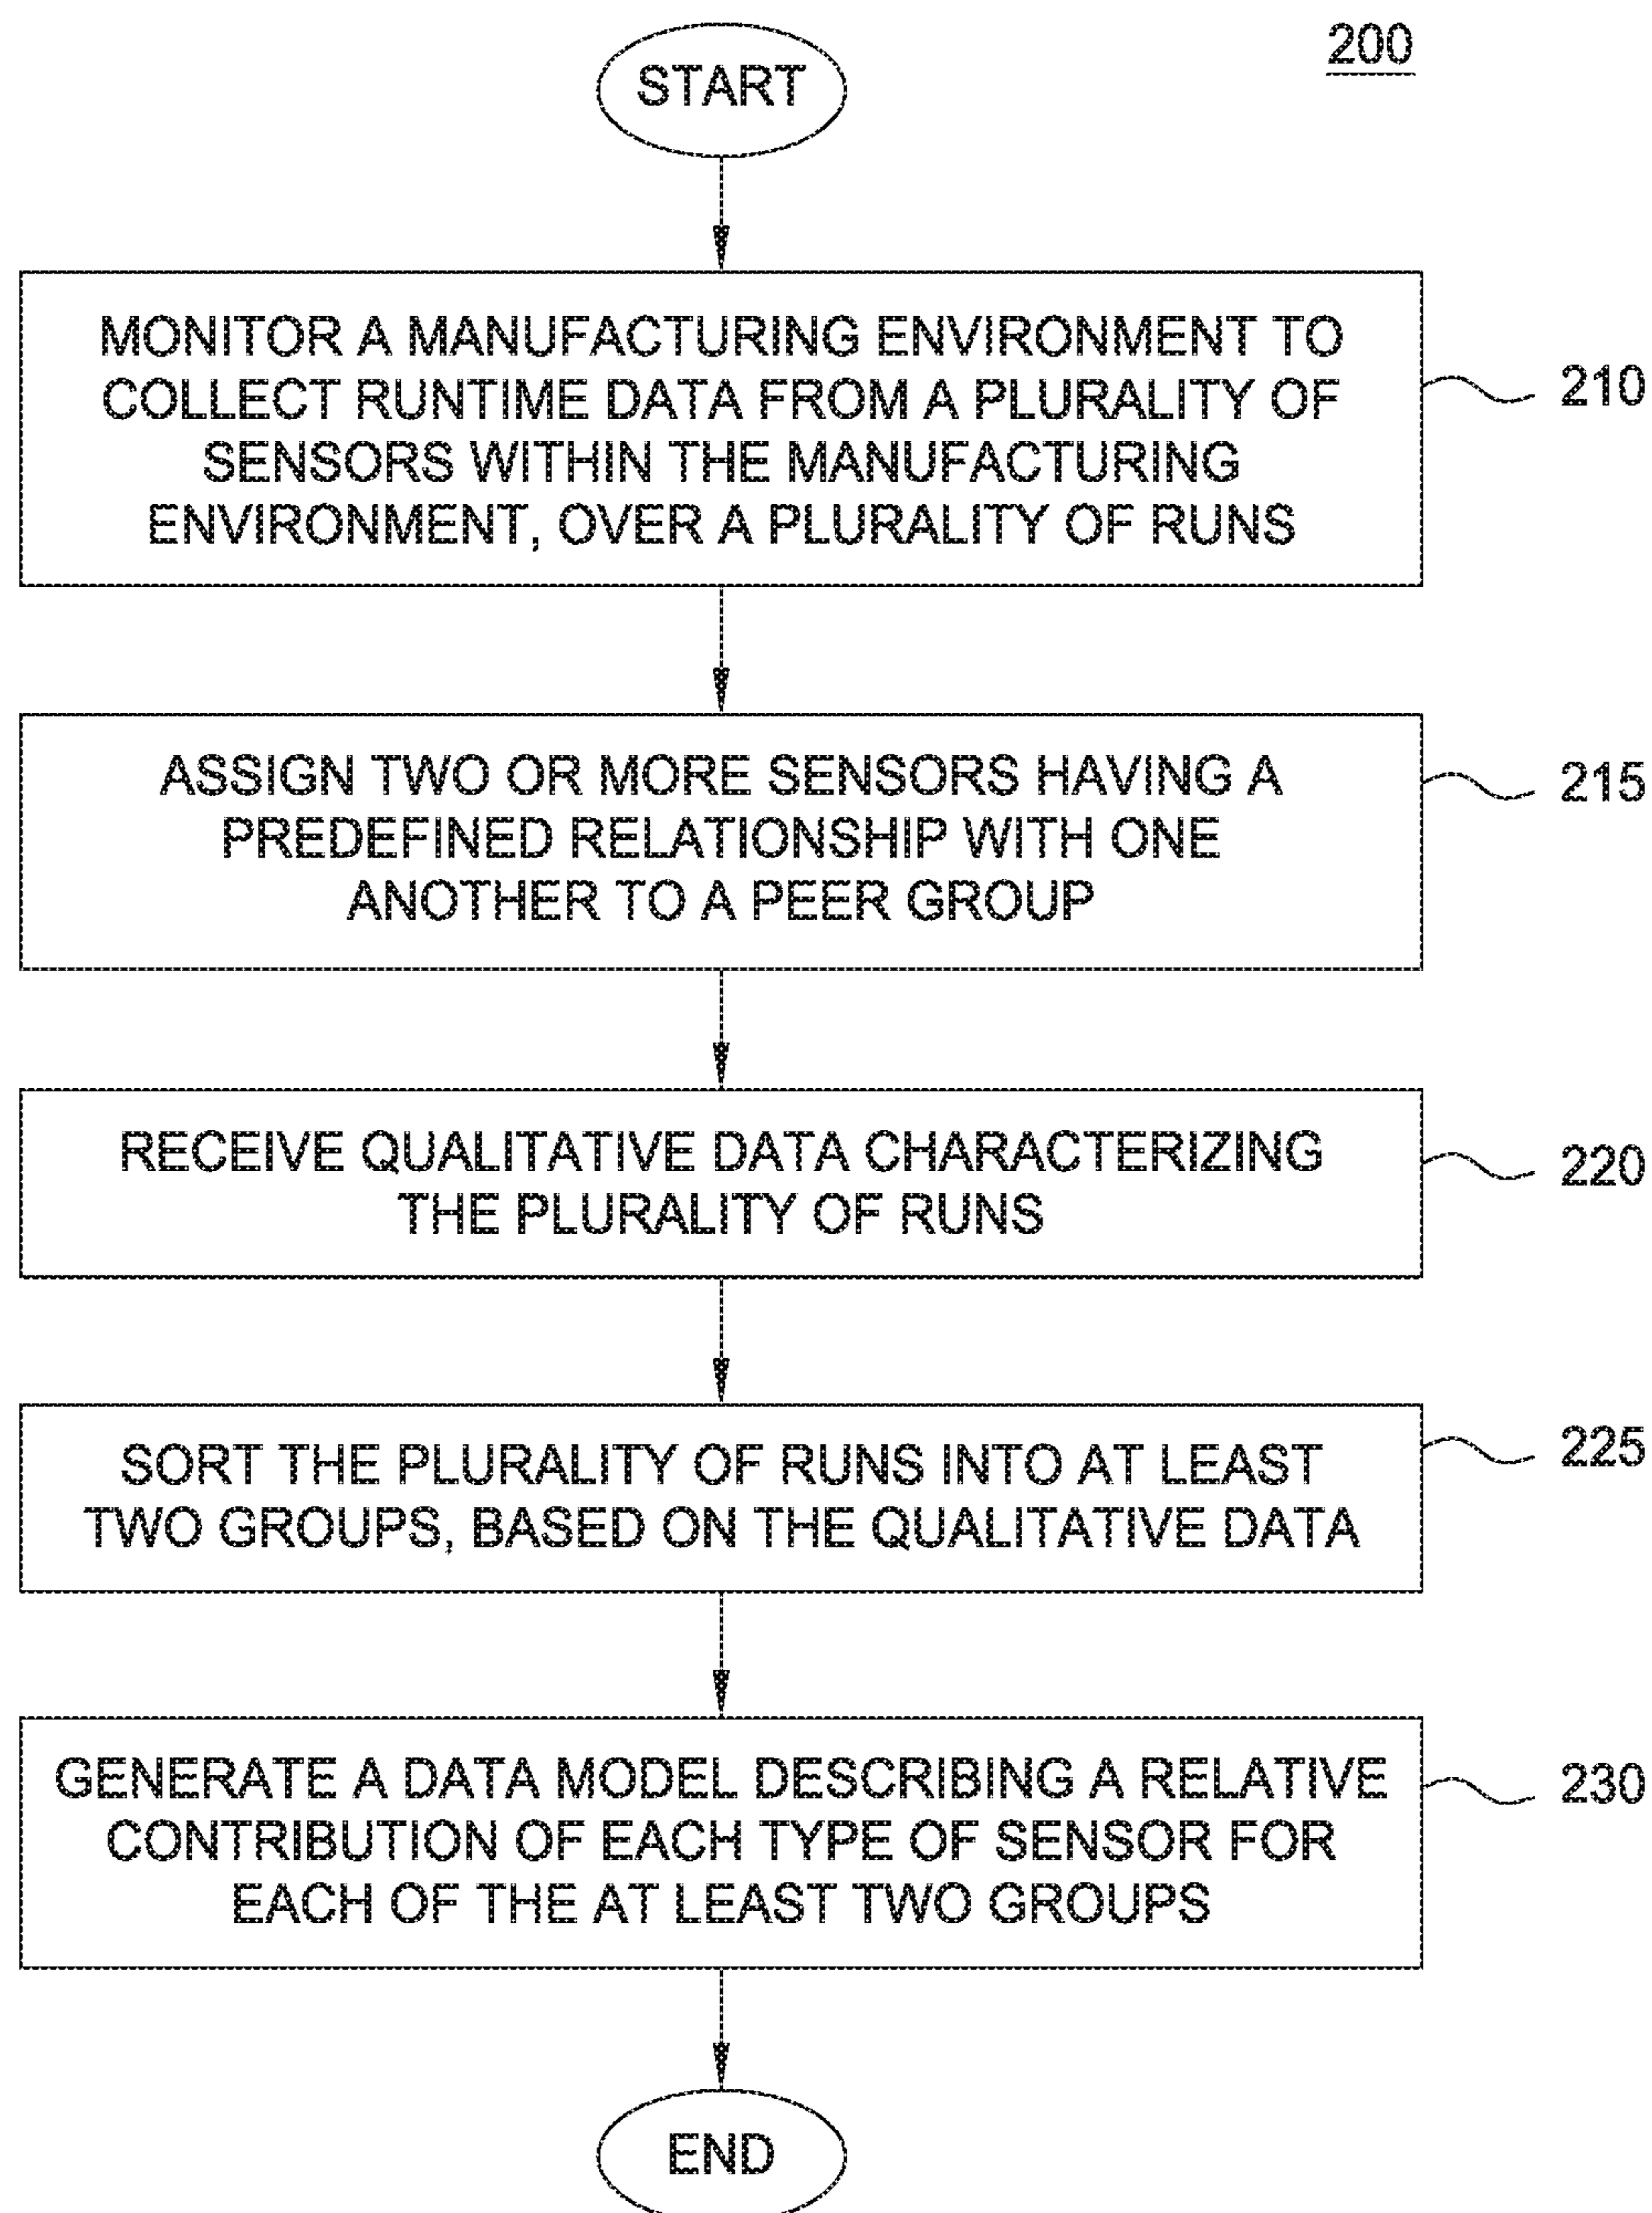 200
START
MONITOR A MANUFACTURING ENVIRONMENT TO
COLLECT RUNTIME DATA FROM A PLURALITY OF
SENSORS WITHIN THE MANUFACTURING
ENVIRONMENT, OVER A PLURALITY OF RUNS
210
ASSIGN TWO OR MORE SENSORS HAVING A
PREDEFINED RELATIONSHIP WITH ONE
ANOTHER TO A PEER GROUP
215
RECEIVE QUALITATIVE DATA CHARACTERIZING
THE PLURALITY OF RUNS
220
SORT THE PLURALITY OF RUNS INTO AT LEAST
TWO GROUPS, BASED ON THE QUALITATIVE DATA
225
GENERATE A DATA MODEL DESCRIBING A RELATIVE
CONTRIBUTION OF EACH TYPE OF SENSOR FOR
EACH OF THE AT LEAST TWO GROUPS
230
END